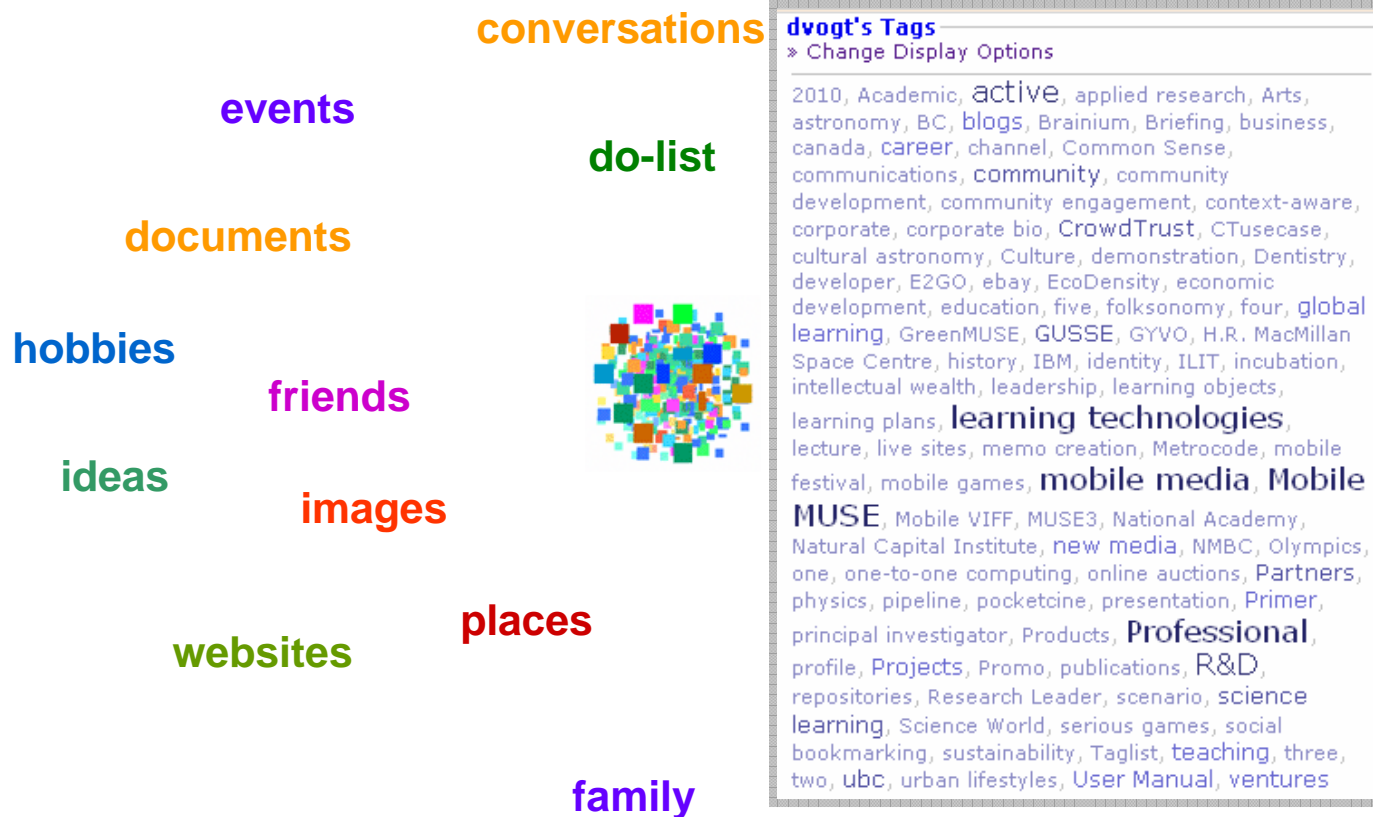 conversations
events
do-list
documents
hobbies
friends
ideas
images
places
websites
family
dvogt's Tags
» Change Display Options
2010, Academic, active, applied research, Arts,
astronomy, BC, blogs, Brainium, Briefing, business,
canada, career, channel, Common Sense,
communications, community, community
development, community engagement, context-aware,
corporate, corporate bio, CrowdTrust, CTusecase,
cultural astronomy, Culture, demonstration, Dentistry,
developer, E2GO, ebay, EcoDensity, economic
development, education, five, folksonomy, four, global
learning, GreenMUSE, GUSSE, GYVO, H.R. MacMillan
Space Centre, history, IBM, identity, ILIT, incubation,
intellectual wealth, leadership, learning objects,
learning plans, learning technologies,
lecture, live sites, memo creation, Metrocode, mobile
festival, mobile games, mobile media, Mobile
MUSE, Mobile VIFF, MUSE3, National Academy,
Natural Capital Institute, new media, NMBC, Olympics,
one, one-to-one computing, online auctions, Partners,
physics, pipeline, pocketcine, presentation, Primer,
principal investigator, Products, Professional,
profile, Projects, Promo, publications, R&D,
repositories, Research Leader, scenario, science
learning, Science World, serious games, social
bookmarking, sustainability, Taglist, teaching, three,
two, ubc, urban lifestyles, User Manual, ventures